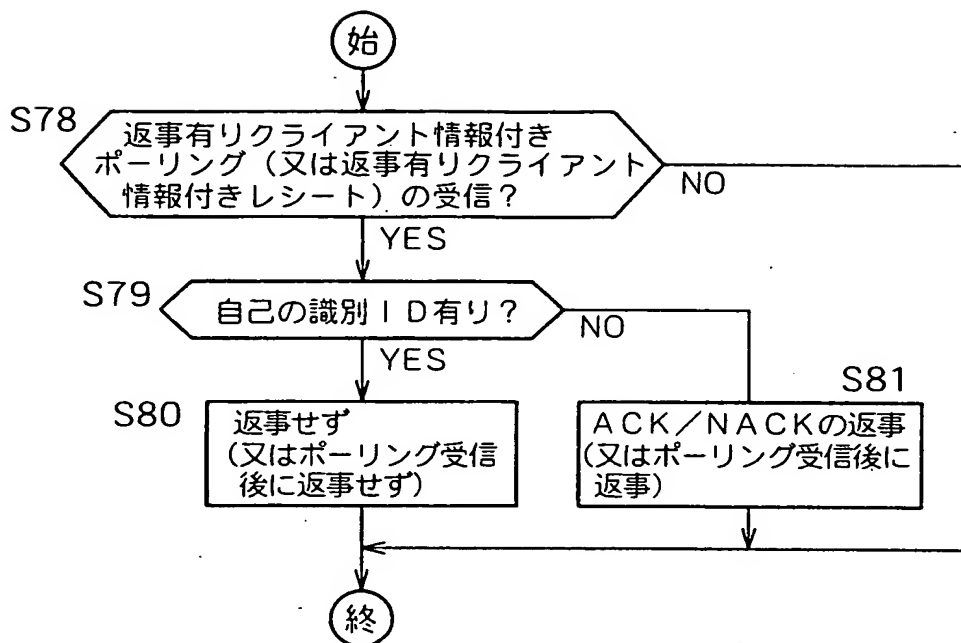 始
S78
返事有りクライアント情報付き
ポーリング(又は返事有りクライアント
情報付きレシート)の受信?
NO
YES
S79
自己の識別ID有り?
NO
YES
S80
返事せず
(又はポーリング受信
後に返事せず)
S81
ACK/NACKの返事
(又はポーリング受信後に
返事)
終